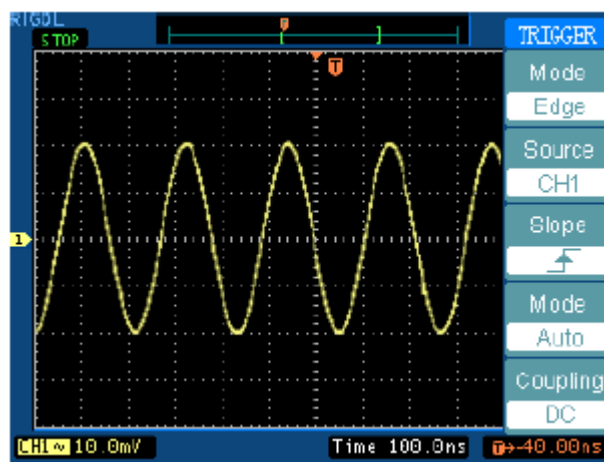 RIGOL
STOP
T
TRIGGER
Mode
Edge
Source
CH1
Slope
Mode
Auto
Coupling
DC
1
CH1~ 10.0mV
Time 100.0ns
T→-40.00ns